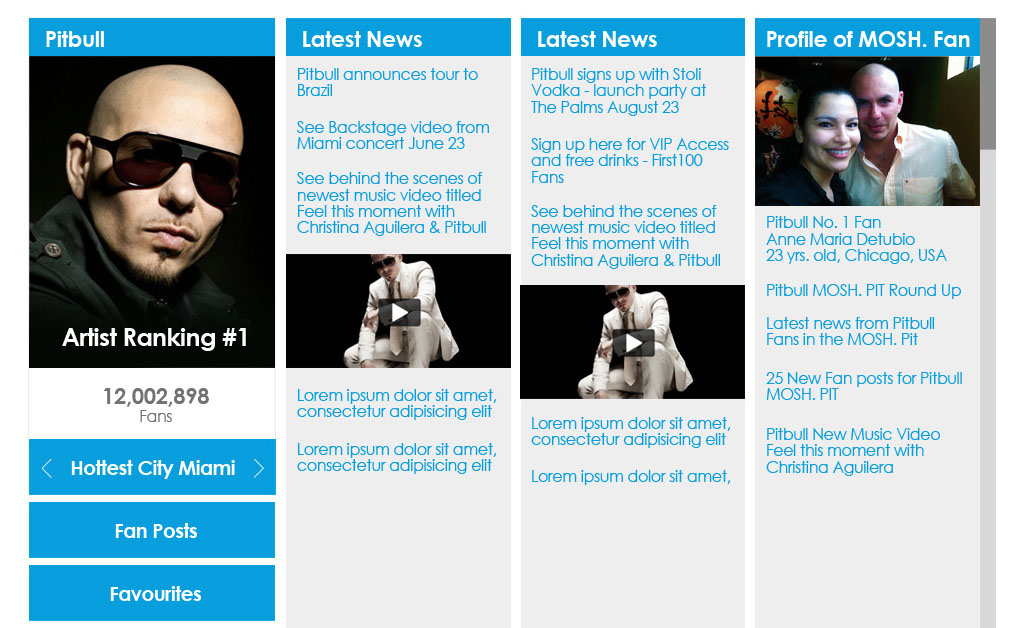 Pitbull
Artist Ranking #1
12,002,898
Fans
Hottest City Miami
Fan Posts
Favourites
Latest News
Pitbull announces tour to
Brazil
See Backstage video from
Miami concert June 23
See behind the scenes of
newest music video titled
Feel this moment with
Christina Aguilera & Pitbull
Lorem ipsum dolor sit amet,
consectetur adipisicing elit
Lorem ipsum dolor sit amet,
consectetur adipisicing elit
Latest News
Pitbull signs up with Stoli
Vodka - launch party at
The Palms August 23
Sign up here for VIP Access
and free drinks - First100
Fans
See behind the scenes of
newest music video titled
Feel this moment with
Christina Aguilera & Pitbull
Lorem ipsum dolor sit amet,
consectetur adipisicing elit
Lorem ipsum dolor sit amet,
Profile of MOSH. Fan
Pitbull No. 1 Fan
Anne Maria Detubio
23 yrs. old, Chicago, USA
Pitbull MOSH. PIT Round Up
Latest news from Pitbull
Fans in the MOSH. Pit
25 New Fan posts for Pitbull
MOSH. PIT
Pitbull New Music Video
Feel this moment with
Christina Aguilera